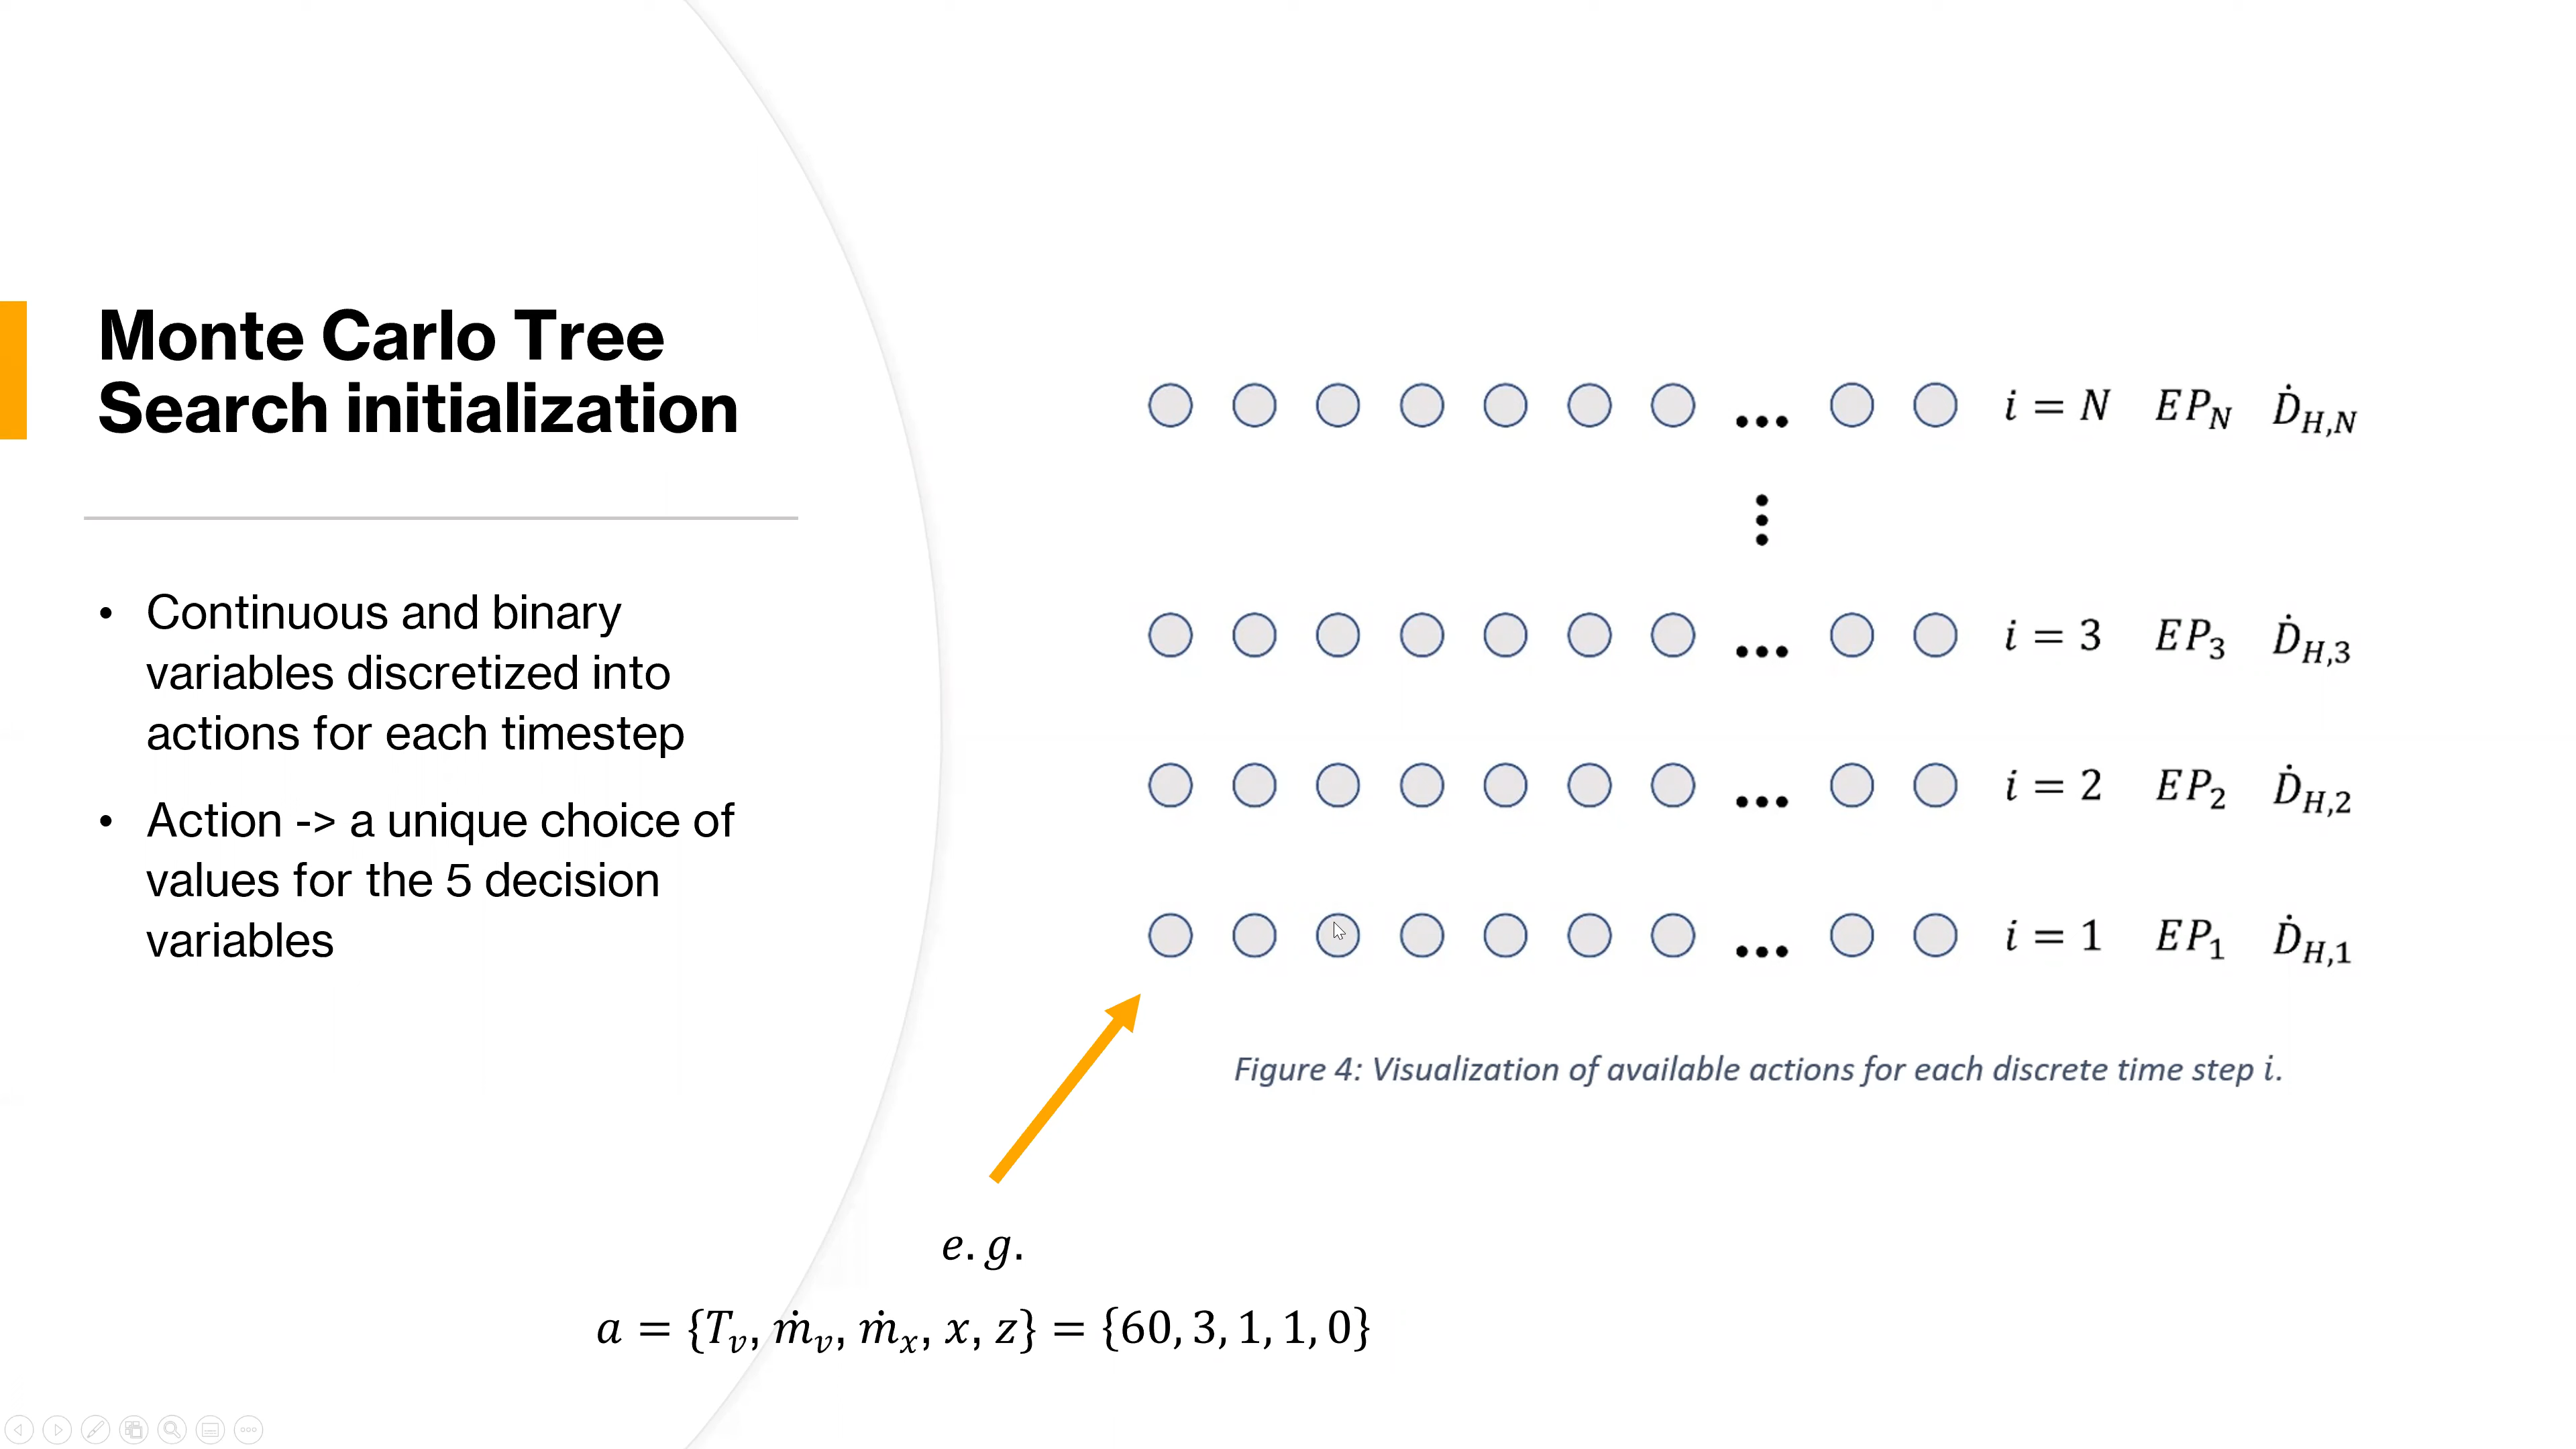 Monte Carlo Tree
Search initialization
• Continuous and binary
variables discretized into
actions for each timestep
• Action -> a unique choice of
values for the 5 decision
variables
... i = N EP_N Ḋ_{H,N}
⋮
... i = 3 EP_3 Ḋ_{H,3}
... i = 2 EP_2 Ḋ_{H,2}
... i = 1 EP_1 Ḋ_{H,1}
Figure 4: Visualization of available actions for each discrete time step i.
e.g.
a = {T_v, ṁ_v, ṁ_x, x, z} = {60, 3, 1, 1, 0}